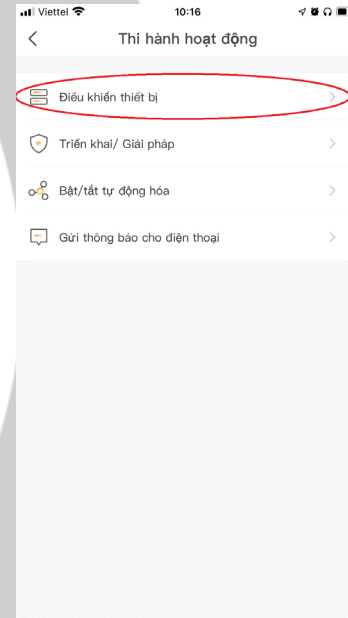 Viettel 10:16
Thi hành hoạt động
Điều khiển thiết bị
Triển khai/ Giải pháp
Bật/tắt tự động hóa
Gửi thông báo cho điện thoại